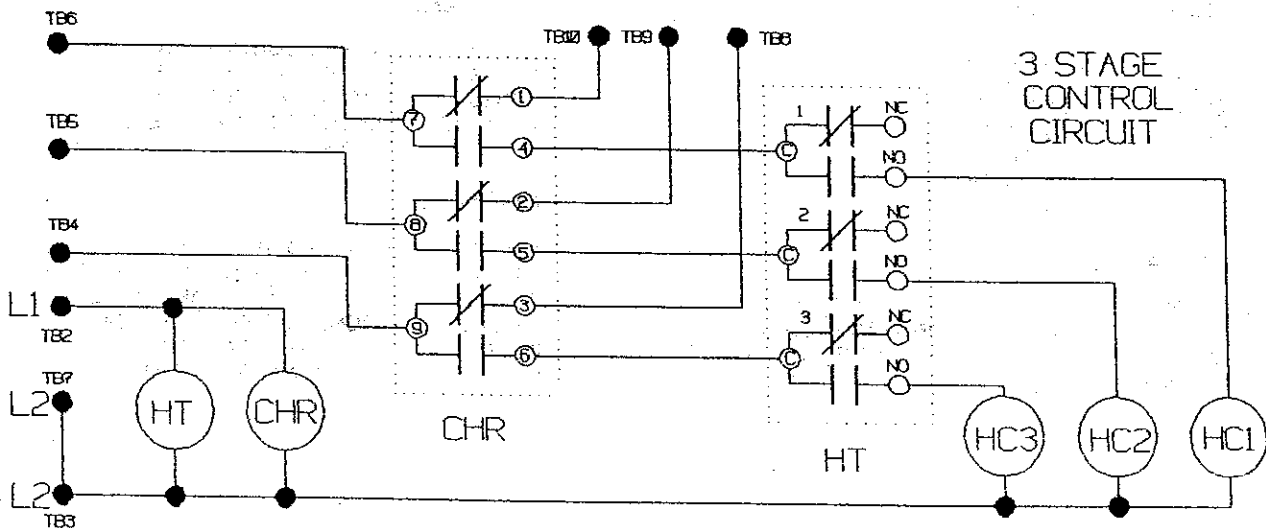 TB6
TB10
TB9
TB8
3 STAGE
CONTROL
CIRCUIT
1
NC
1
7
TB5
4
C
NO
2
2
NC
8
TB4
5
C
NO
3
3
NC
L1
9
TB2
6
C
NO
TB7
L2
HT
CHR
CHR
HC3
HC2
HC1
HT
L2
TB3